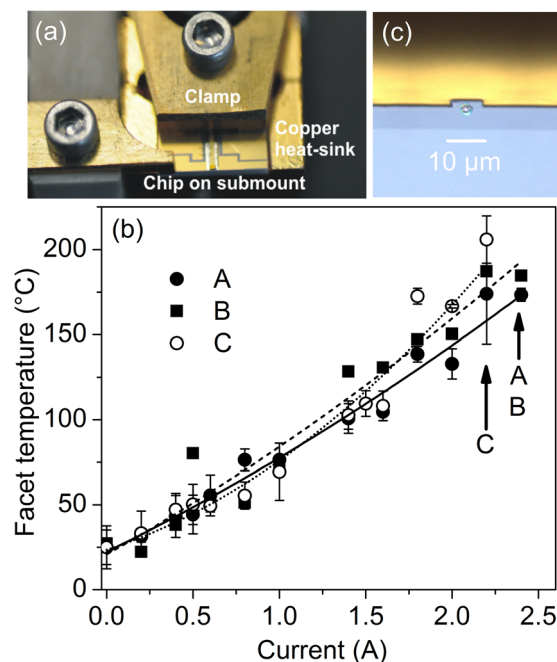 (a)
Clamp
Copper
heat-sink
Chip on submount
(c)
10 µm
(b)
A
B
C
200
150
100
50
0
Facet temperature (°C)
C
A
B
0.0
0.5
1.0
1.5
2.0
2.5
Current (A)